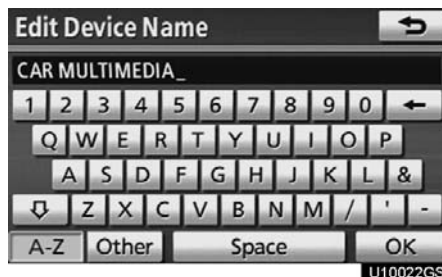 Edit Device Name
CAR MULTIMEDIA_
1 2 3 4 5 6 7 8 9 0
Q W E R T Y U I O P
A S D F G H J K L &
Z X C V B N M / ' -
A-Z Other Space OK
U10022GS